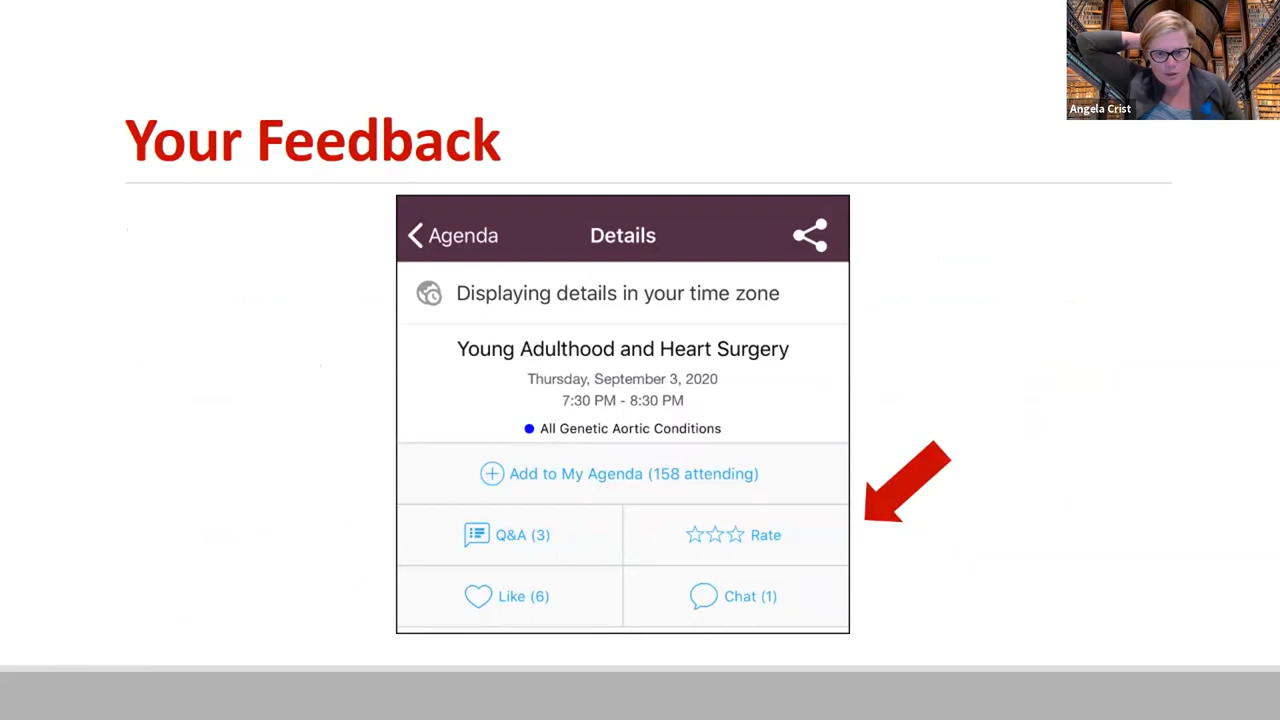 Angela Crist
Your Feedback
Agenda
Details
Displaying details in your time zone
Young Adulthood and Heart Surgery
Thursday, September 3, 2020
7:30 PM - 8:30 PM
All Genetic Aortic Conditions
Add to My Agenda (158 attending)
Q&A (3)
Rate
Like (6)
Chat (1)